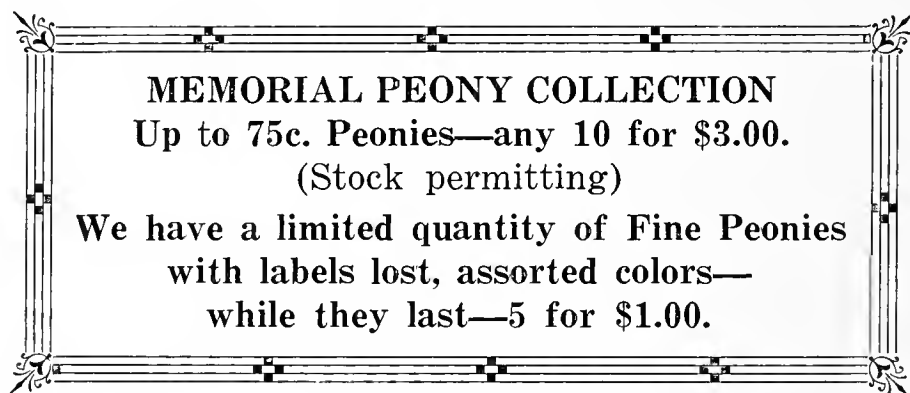 MEMORIAL PEONY COLLECTION
Up to 75c. Peonies—any 10 for $3.00.
(Stock permitting)
We have a limited quantity of Fine Peonies
with labels lost, assorted colors—
while they last—5 for $1.00.